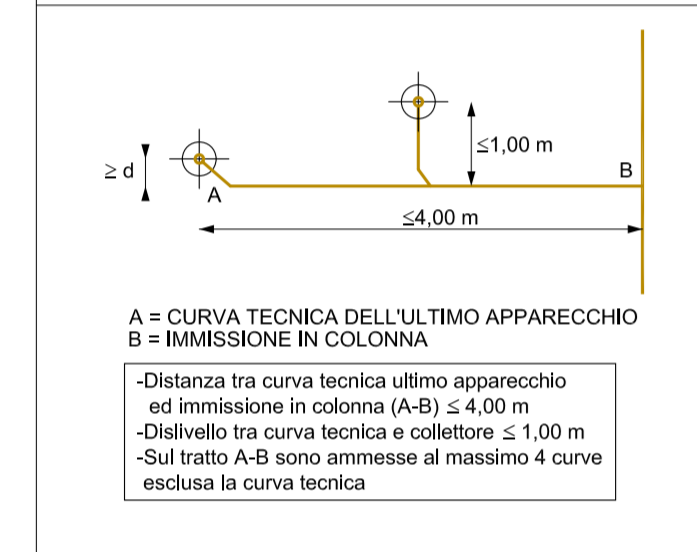 ≤1,00 m
≥ d
B
A
≤4,00 m
A = CURVA TECNICA DELL'ULTIMO APPARECCHIO
B = IMMISSIONE IN COLONNA
-Distanza tra curva tecnica ultimo apparecchio
ed immissione in colonna (A-B) ≤ 4,00 m
-Dislivello tra curva tecnica e collettore ≤ 1,00 m
-Sul tratto A-B sono ammesse al massimo 4 curve
esclusa la curva tecnica